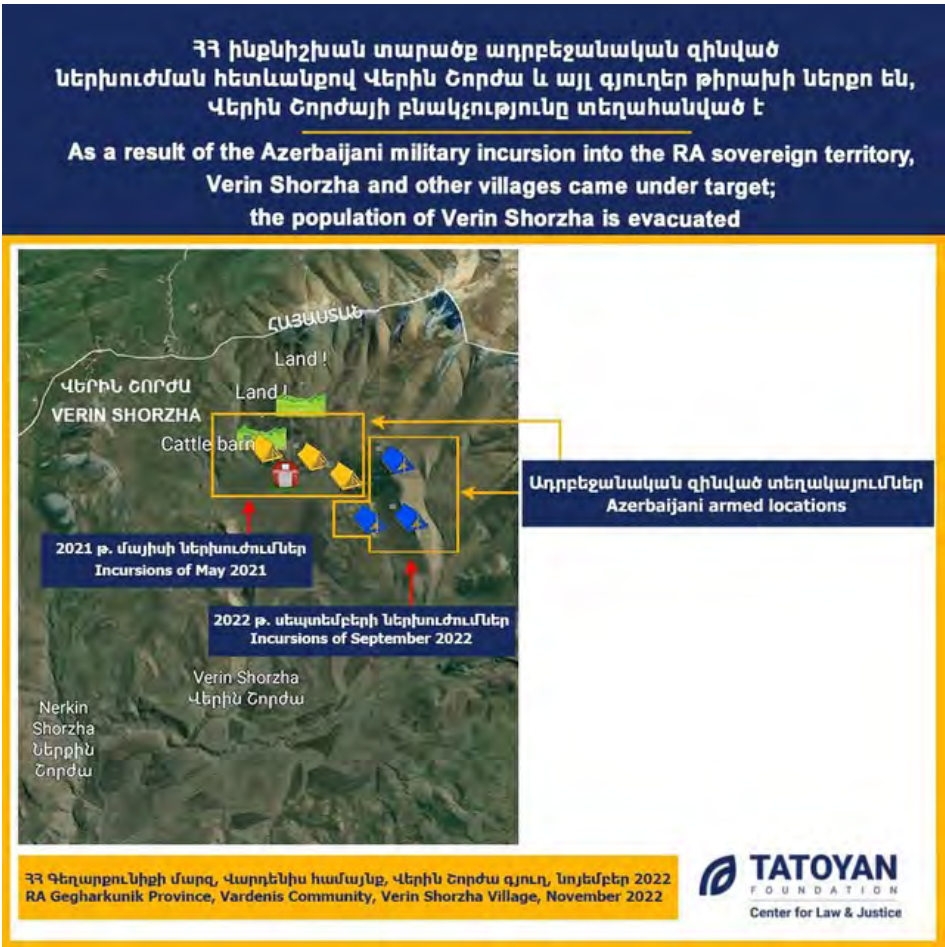 ՀՀ ինքնիշխան տարածք ադրբեջանական զինված
ներխուժման հետևանքով Վերին Շորժա և այլ գյուղեր թիրախի ներքո են,
Վերին Շորժայի բնակչությունը տեղահանված է
As a result of the Azerbaijani military incursion into the RA sovereign territory,
Verin Shorzha and other villages came under target;
the population of Verin Shorzha is evacuated
ՀԱՅԱՍՏԱՆ
Land !
Land !
ՎԵՐԻՆ ՇՈՐԺԱ
VERIN SHORZHA
Cattle barn
Ադրբեջանական զինված տեղակայումներ
Azerbaijani armed locations
2021 թ. մայիսի ներխուժումներ
Incursions of May 2021
2022 թ. սեպտեմբերի ներխուժումներ
Incursions of September 2022
Verin Shorzha
Վերին Շորժա
Nerkin
Shorzha
Ներքին
Շորժա
ՀՀ Գեղարքունիքի մարզ, Վարդենիս համայնք, Վերին Շորժա գյուղ, նոյեմբեր 2022
RA Gegharkunik Province, Vardenis Community, Verin Shorzha Village, November 2022
TATOYAN
FOUNDATION
Center for Law & Justice